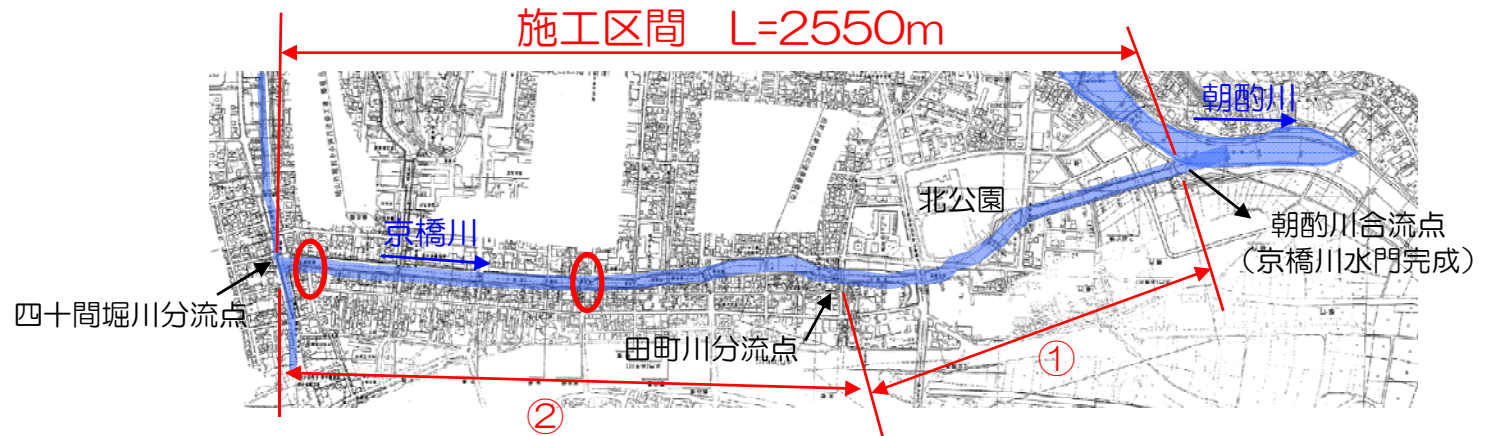 施工区間 L=2550m
朝酌川
北公園
京橋川
朝酌川合流点
(京橋川水門完成)
四十間堀川分流点
田町川分流点
①
②